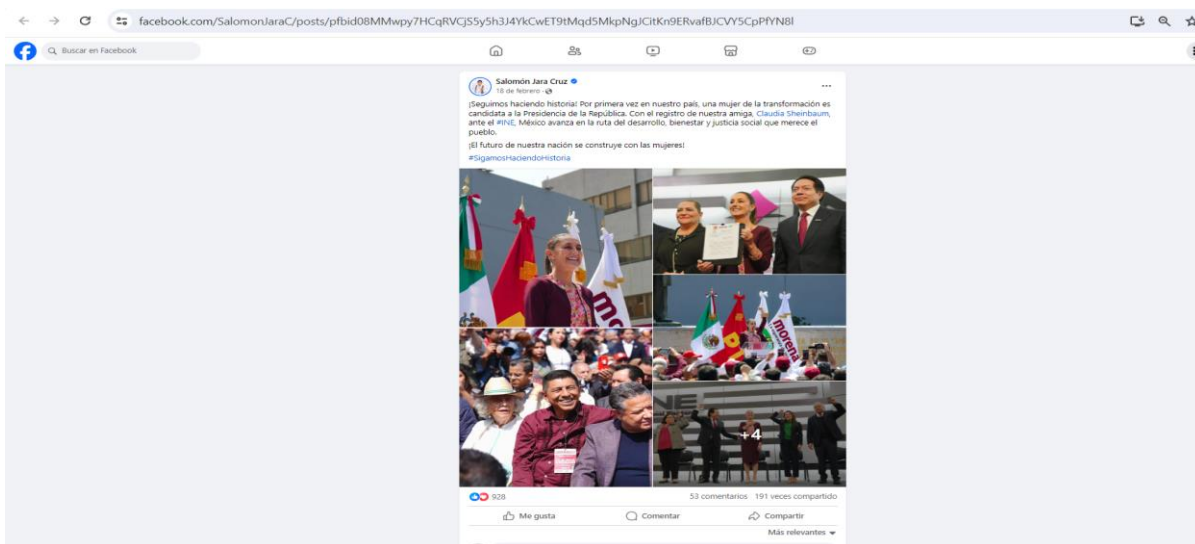 facebook.com/SalomonJaraC/posts/pfbid08MMwpy7HCqRVCjS5y5h3J4YkCwET9tMqd5MkpNgJCitKn9ERvafBJCVY5CpPfYN8l
Buscar en Facebook
Salomón Jara Cruz
18 de febrero
¡Seguimos haciendo historia! Por primera vez en nuestro país, una mujer de la transformación es
candidata a la Presidencia de la República. Con el registro de nuestra amiga, Claudia Sheinbaum,
ante el #INE, México avanza en la ruta del desarrollo, bienestar y justicia social que merece el
pueblo.
¡El futuro de nuestra nación se construye con las mujeres!
#SigamosHaciendoHistoria
morena
+4
928
53 comentarios 191 veces compartido
Me gusta
Comentar
Compartir
Más relevantes